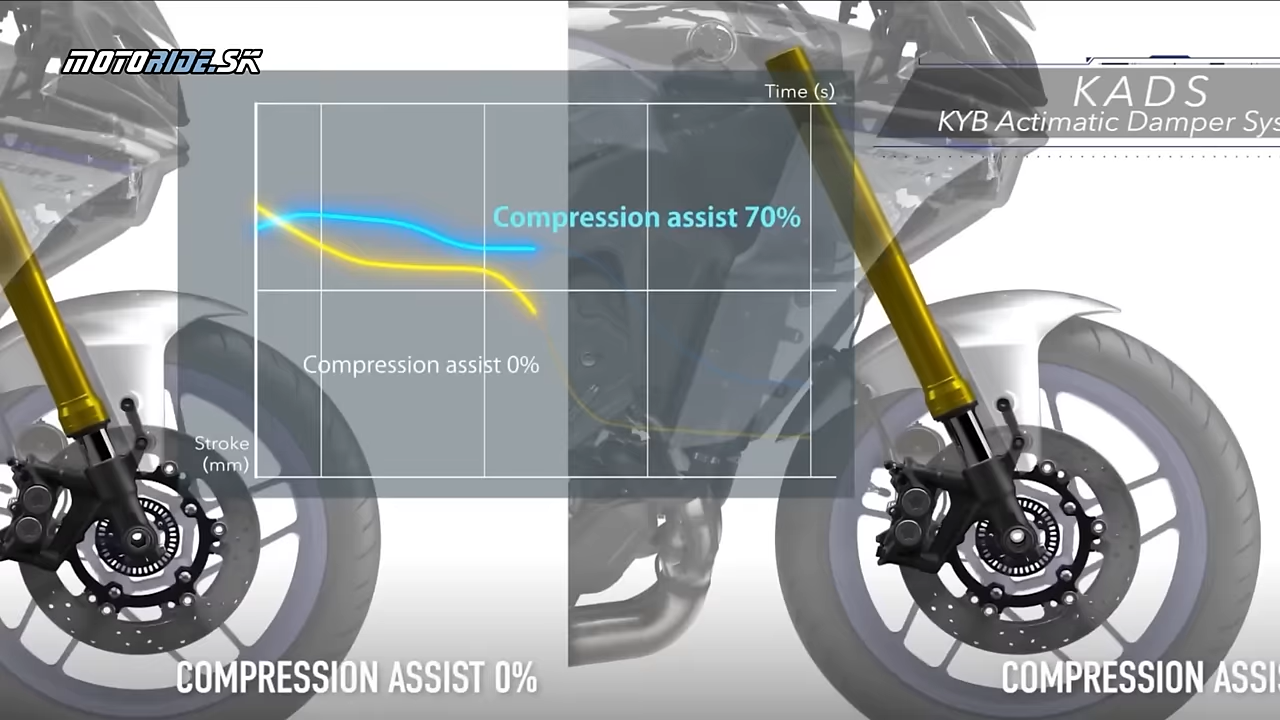 MOTORIDE.SK
Time (s)
KADS
KYB Actimatic Damper Sys
Compression assist 70%
Compression assist 0%
Stroke
(mm)
COMPRESSION ASSIST 0%
COMPRESSION ASSIS